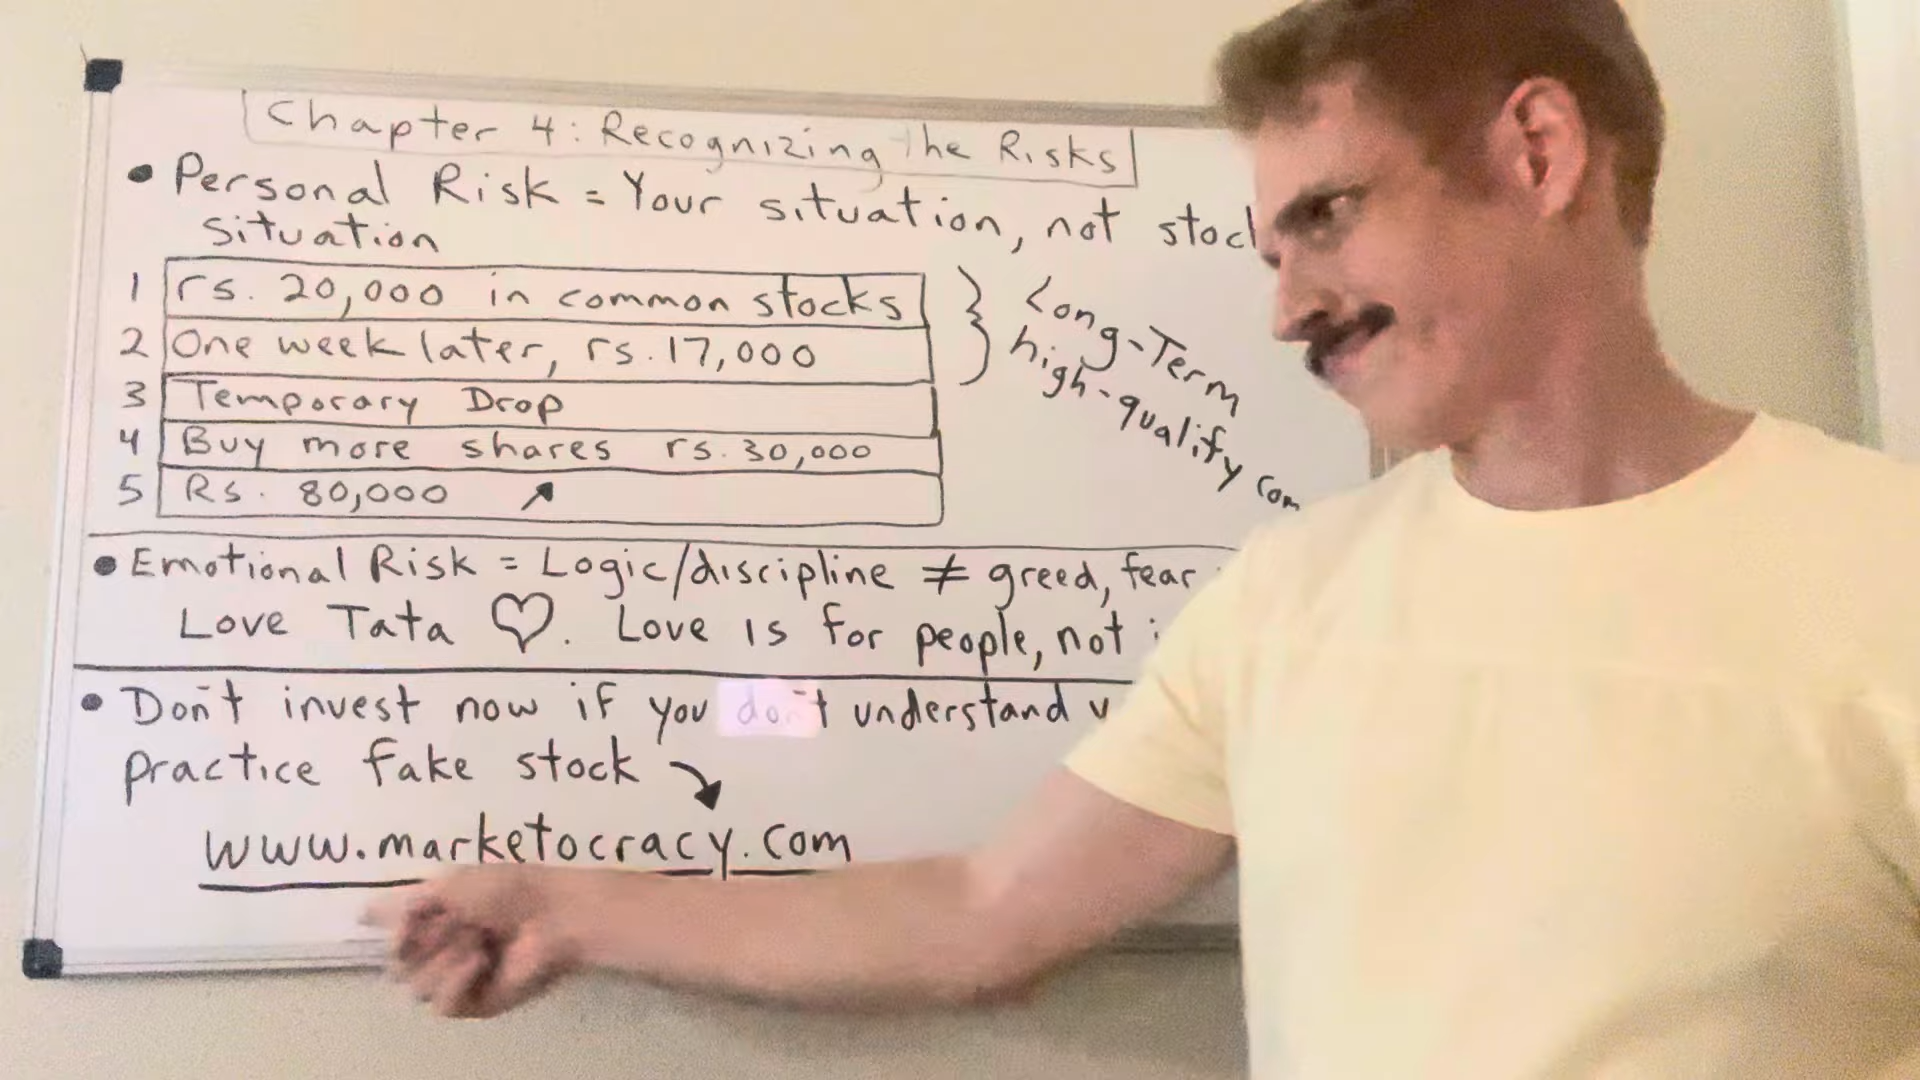 Chapter 4: Recognizing The Risks
• Personal Risk = Your situation, not stock
situation
1 rs. 20,000 in common stocks
2 One week later, rs. 17,000
3 Temporary Drop
4 Buy more shares rs. 30,000
5 Rs. 80,000 ↗
} Long-Term
high-qualify com
• Emotional Risk = Logic/discipline ≠ greed, fear
Love Tata ♡. Love is for people, not
• Don't invest now if you don't understand
practice fake stock ↘
www.marketocracy.com